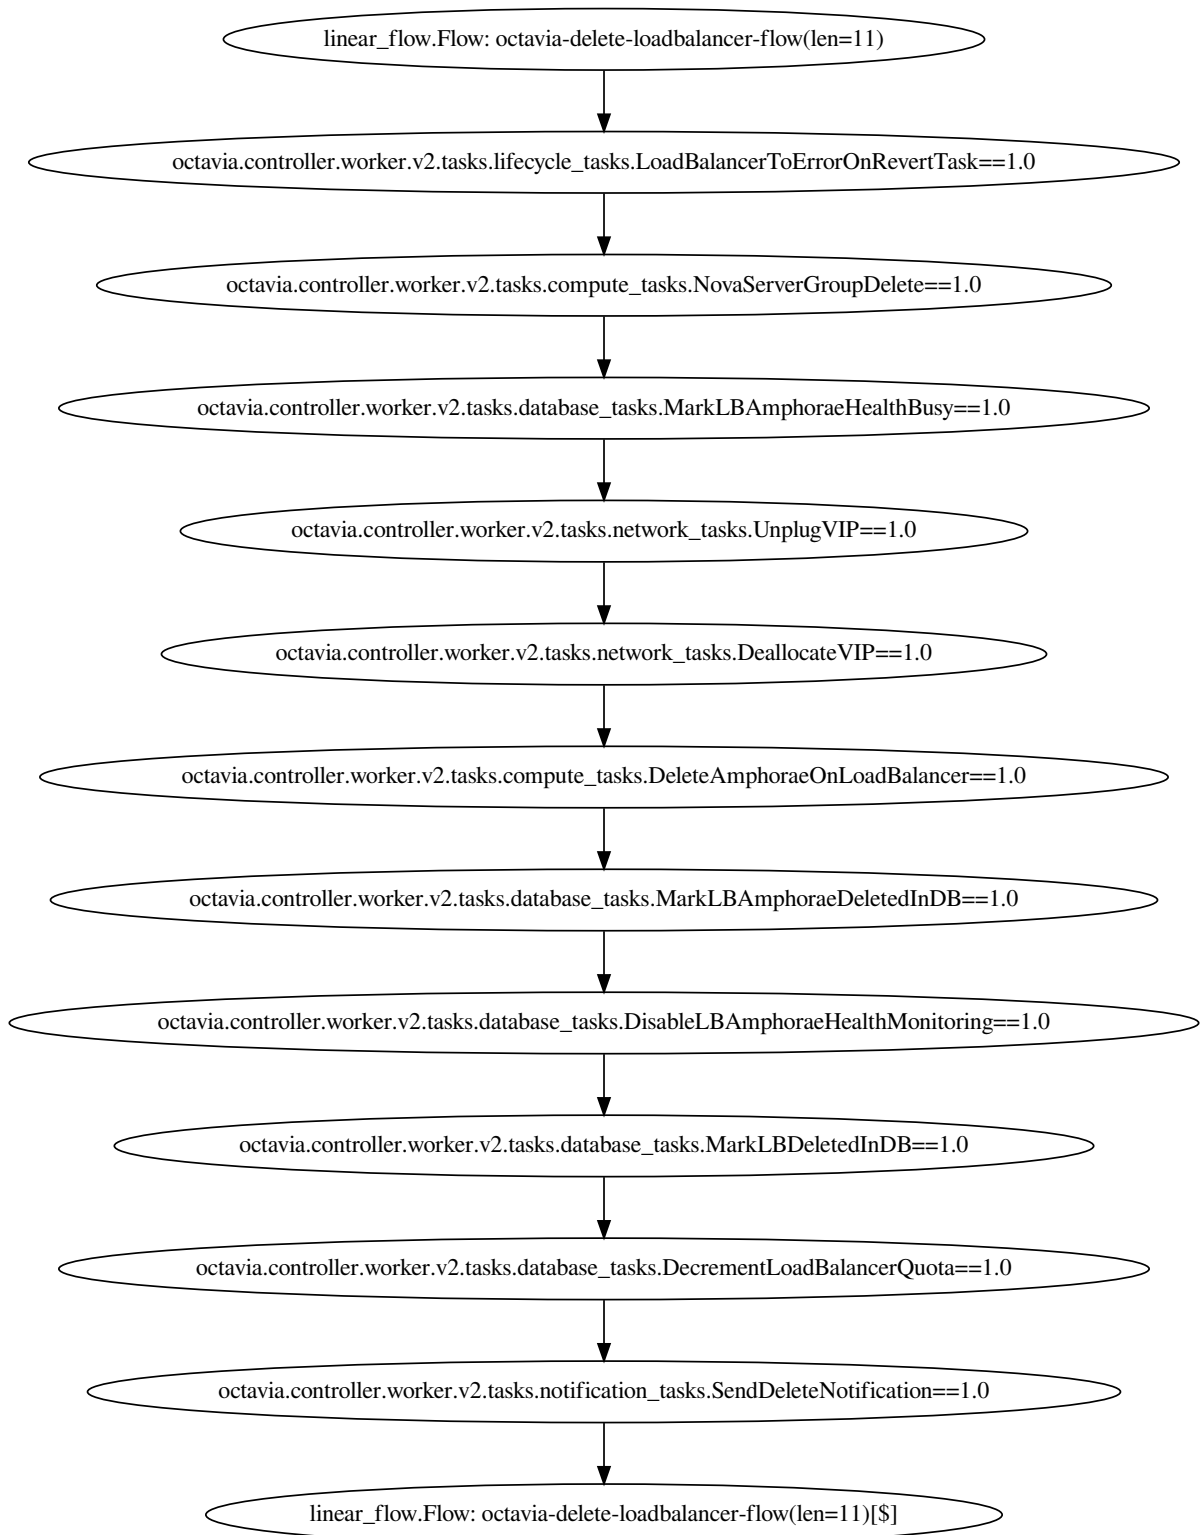 linear_flow.Flow: octavia-delete-loadbalancer-flow(len=11)
octavia.controller.worker.v2.tasks.lifecycle_tasks.LoadBalancerToErrorOnRevertTask==1.0
octavia.controller.worker.v2.tasks.compute_tasks.NovaServerGroupDelete==1.0
octavia.controller.worker.v2.tasks.database_tasks.MarkLBAmphoraeHealthBusy==1.0
octavia.controller.worker.v2.tasks.network_tasks.UnplugVIP==1.0
octavia.controller.worker.v2.tasks.network_tasks.DeallocateVIP==1.0
octavia.controller.worker.v2.tasks.compute_tasks.DeleteAmphoraeOnLoadBalancer==1.0
octavia.controller.worker.v2.tasks.database_tasks.MarkLBAmphoraeDeletedInDB==1.0
octavia.controller.worker.v2.tasks.database_tasks.DisableLBAmphoraeHealthMonitoring==1.0
octavia.controller.worker.v2.tasks.database_tasks.MarkLBDeletedInDB==1.0
octavia.controller.worker.v2.tasks.database_tasks.DecrementLoadBalancerQuota==1.0
octavia.controller.worker.v2.tasks.notification_tasks.SendDeleteNotification==1.0
linear_flow.Flow: octavia-delete-loadbalancer-flow(len=11)[$]